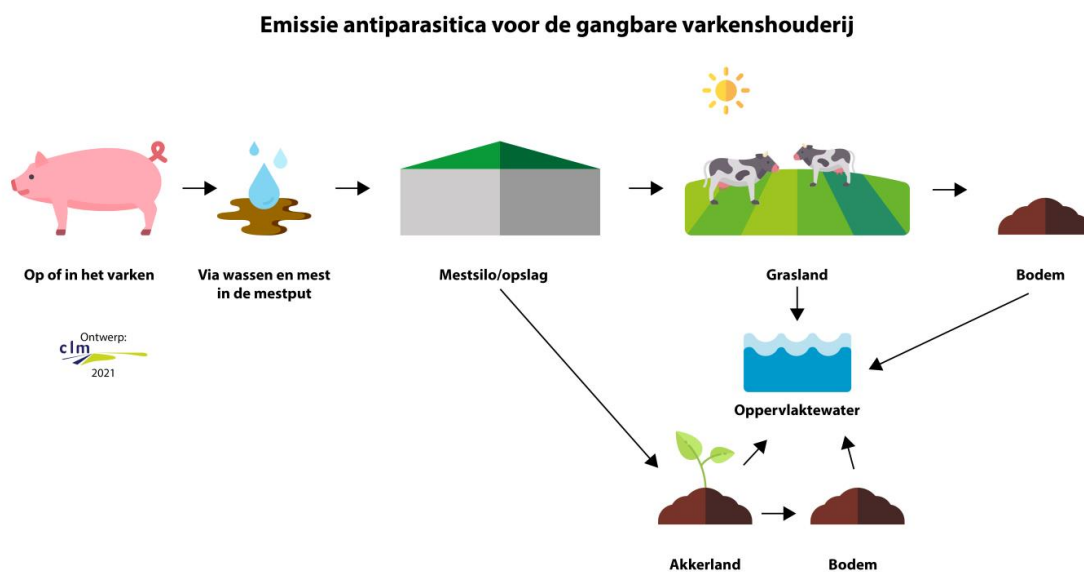 Emissie antiparasitica voor de gangbare varkenshouderij
Op of in het varken
Via wassen en mest
in de mestput
Mestsilo/opslag
Grasland
Bodem
Ontwerp:
clm
2021
Oppervlaktewater
Akkerland
Bodem